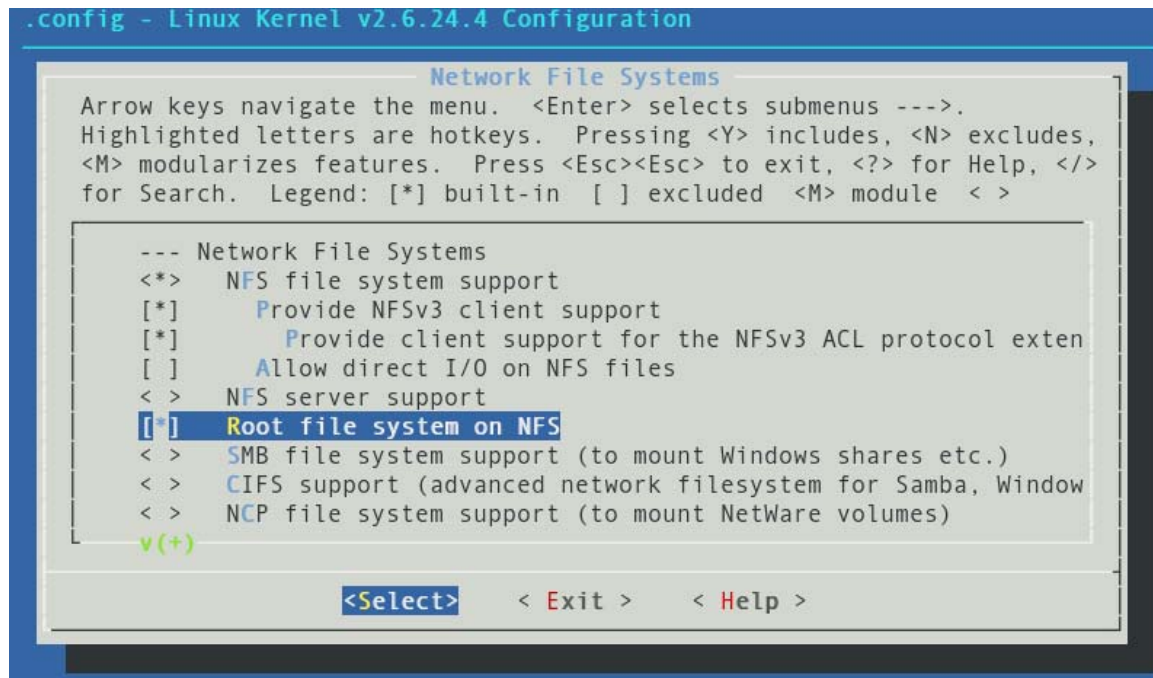 .config - Linux Kernel v2.6.24.4 Configuration
Network File Systems
Arrow keys navigate the menu.  <Enter> selects submenus --->.
Highlighted letters are hotkeys.  Pressing <Y> includes, <N> excludes,
<M> modularizes features.  Press <Esc><Esc> to exit, <?> for Help, </>
for Search.  Legend: [*] built-in  [ ] excluded  <M> module  < >
--- Network File Systems
<*>   NFS file system support
[*]     Provide NFSv3 client support
[*]       Provide client support for the NFSv3 ACL protocol exten
[ ]     Allow direct I/O on NFS files
< >   NFS server support
[*]   Root file system on NFS
< >   SMB file system support (to mount Windows shares etc.)
< >   CIFS support (advanced network filesystem for Samba, Window
< >   NCP file system support (to mount NetWare volumes)
v(+)
<Select>    < Exit >    < Help >